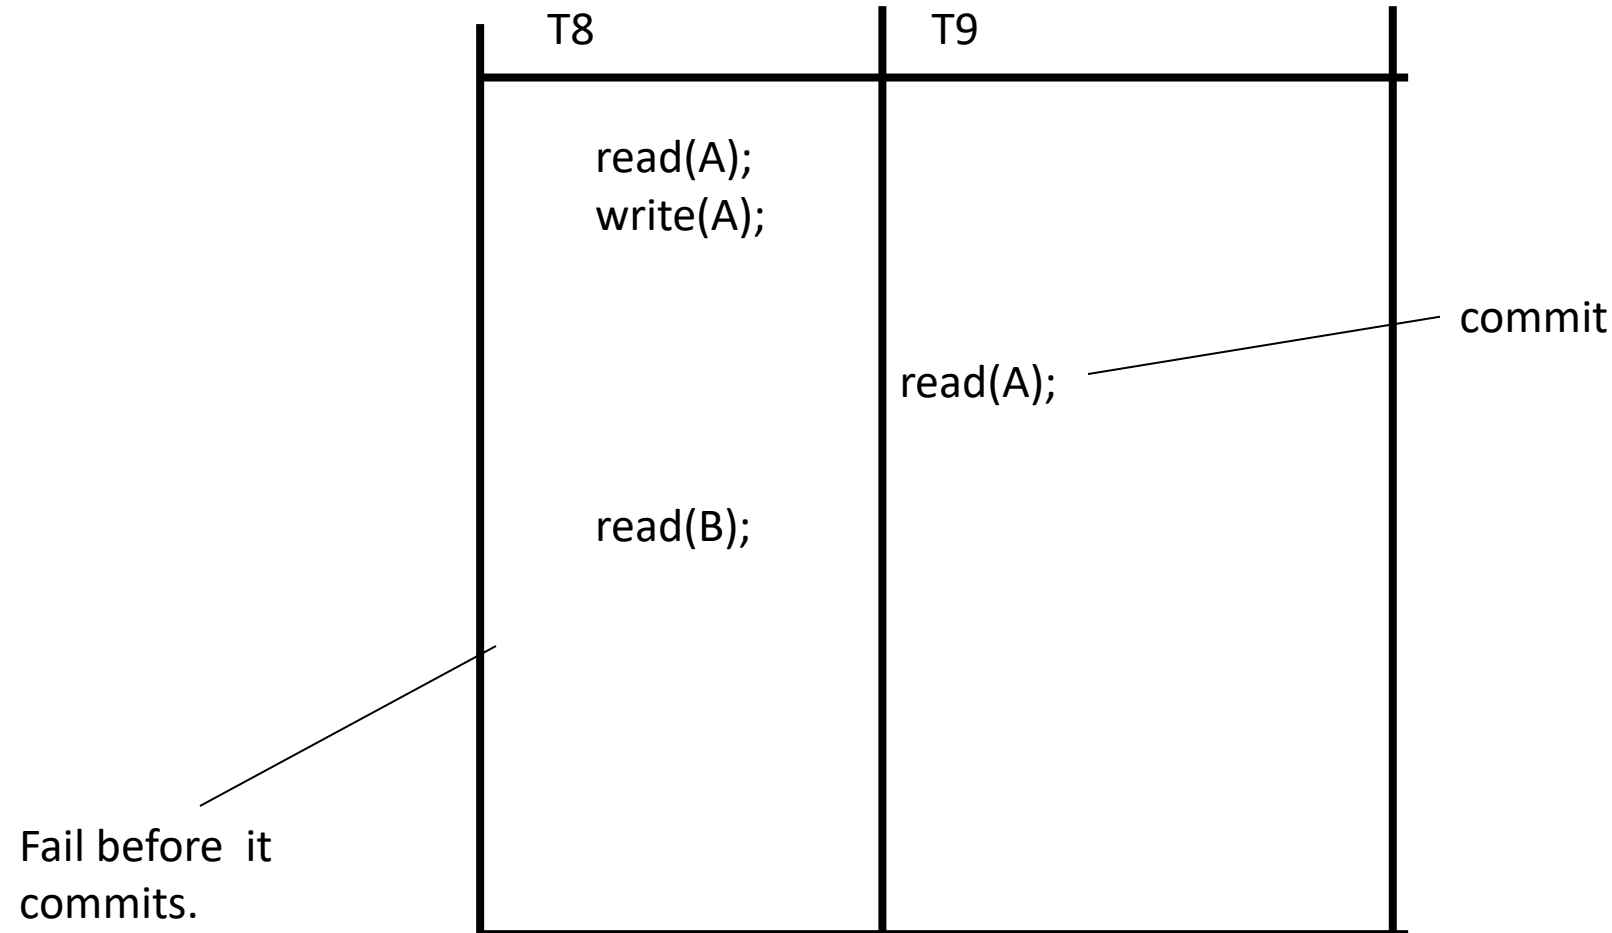 T8 T9
read(A);
write(A);
commit
read(A);
read(B);
Fail before it
commits.